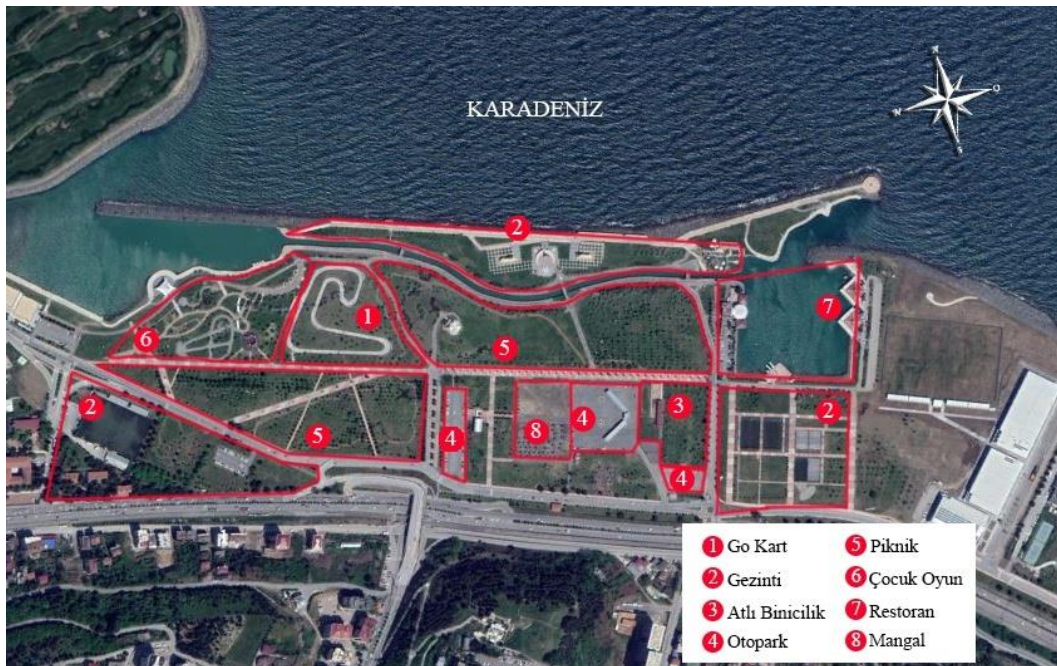 N
KARADENİZ
W
O
S
2
7
1
6
5
2
3
2
4
5
8
4
4
1 Go Kart
2 Gezinti
3 Atlı Binicilik
4 Otopark
5 Piknik
6 Çocuk Oyun
7 Restoran
8 Mangal